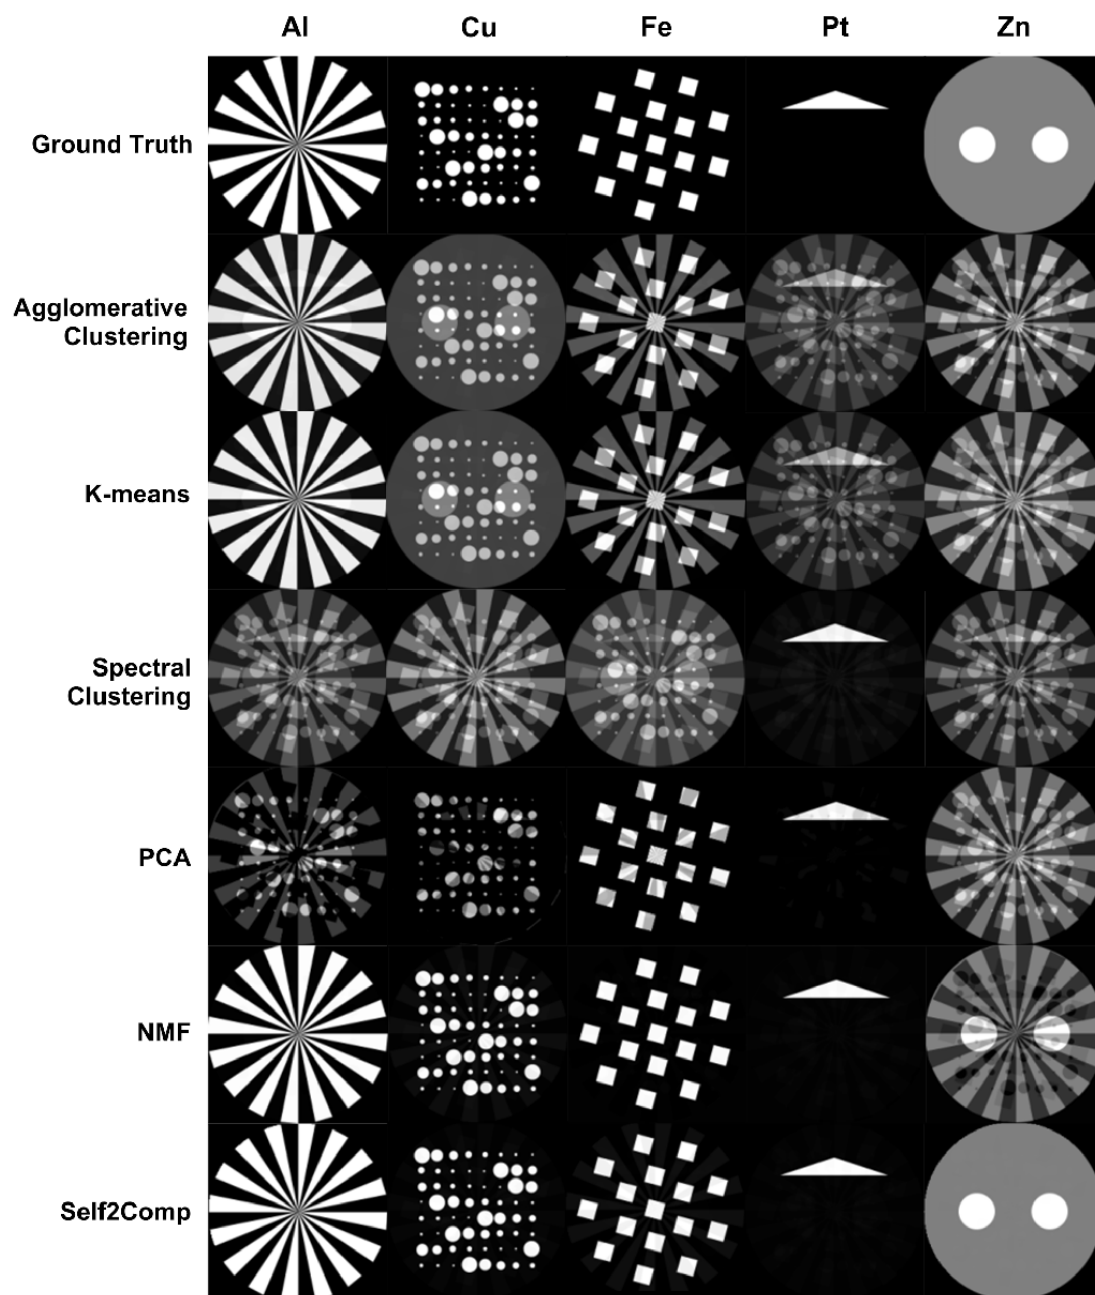 Al Cu Fe Pt Zn
Ground Truth
Agglomerative
Clustering
K-means
Spectral
Clustering
PCA
NMF
Self2Comp